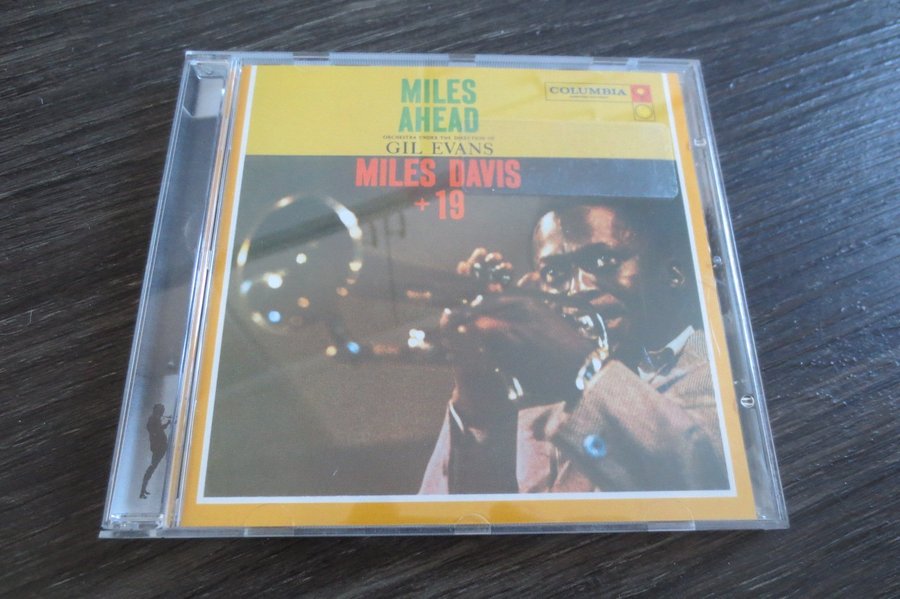 MILES
AHEAD
ORCHESTRA UNDER THE DIRECTION OF
GIL EVANS
MILES DAVIS
+ 19
COLUMBIA